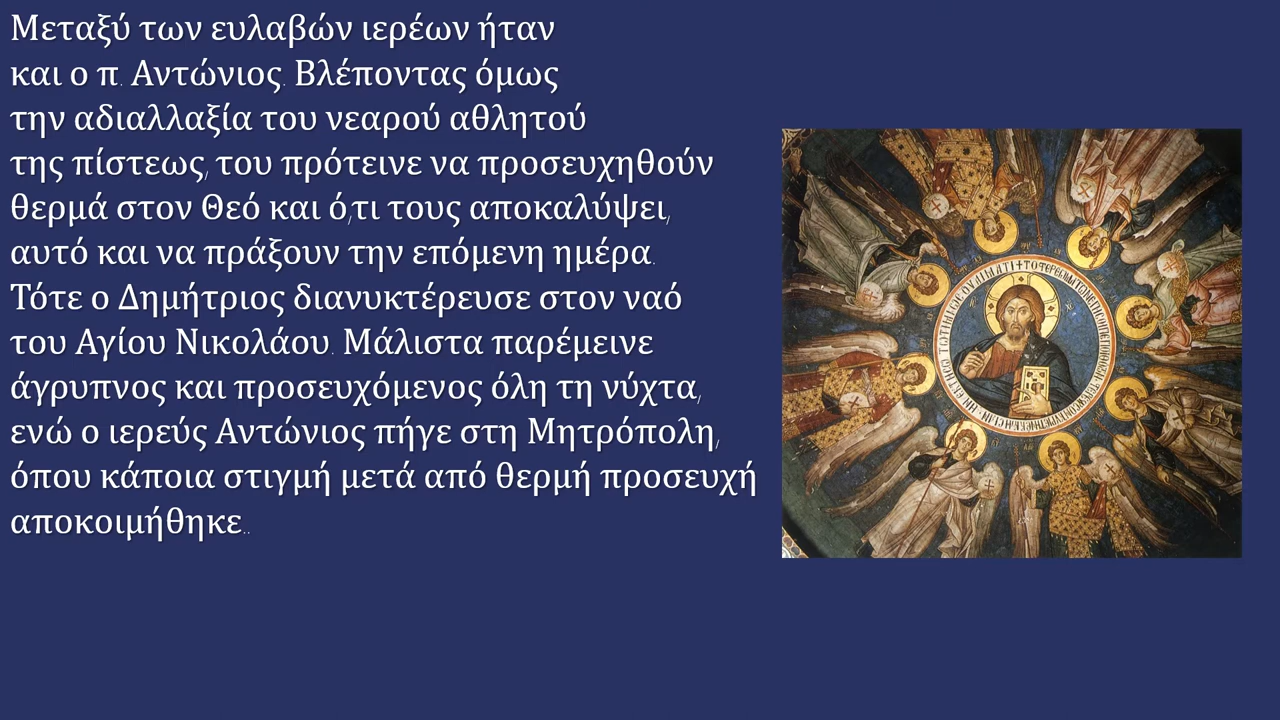 Μεταξύ των ευλαβών ιερέων ήταν
και ο π. Αντώνιος. Βλέποντας όμως
την αδιαλλαξία του νεαρού αθλητού
της πίστεως, του πρότεινε να προσευχηθούν
θερμά στον Θεό και ό,τι τους αποκαλύψει,
αυτό και να πράξουν την επόμενη ημέρα.
Τότε ο Δημήτριος διανυκτέρευσε στον ναό
του Αγίου Νικολάου. Μάλιστα παρέμεινε
άγρυπνος και προσευχόμενος όλη τη νύχτα,
ενώ ο ιερεύς Αντώνιος πήγε στη Μητρόπολη,
όπου κάποια στιγμή μετά από θερμή προσευχή
αποκοιμήθηκε..